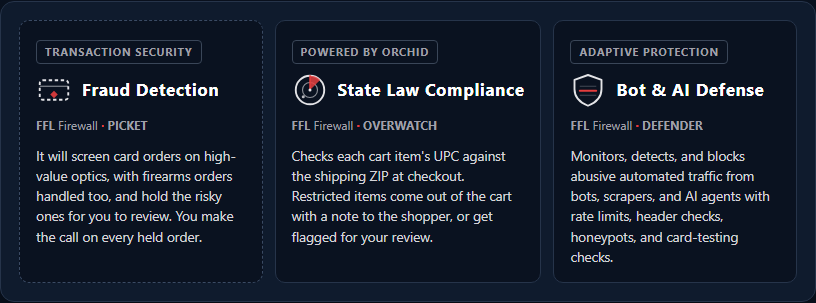 TRANSACTION SECURITY
Fraud Detection
FFL Firewall • PICKET
It will screen card orders on high-
value optics, with firearms orders
handled too, and hold the risky
ones for you to review. You make
the call on every held order.
POWERED BY ORCHID
State Law Compliance
FFL Firewall • OVERWATCH
Checks each cart item's UPC against
the shipping ZIP at checkout.
Restricted items come out of the cart
with a note to the shopper, or get
flagged for your review.
ADAPTIVE PROTECTION
Bot & AI Defense
FFL Firewall • DEFENDER
Monitors, detects, and blocks
abusive automated traffic from
bots, scrapers, and AI agents with
rate limits, header checks,
honeypots, and card-testing
checks.